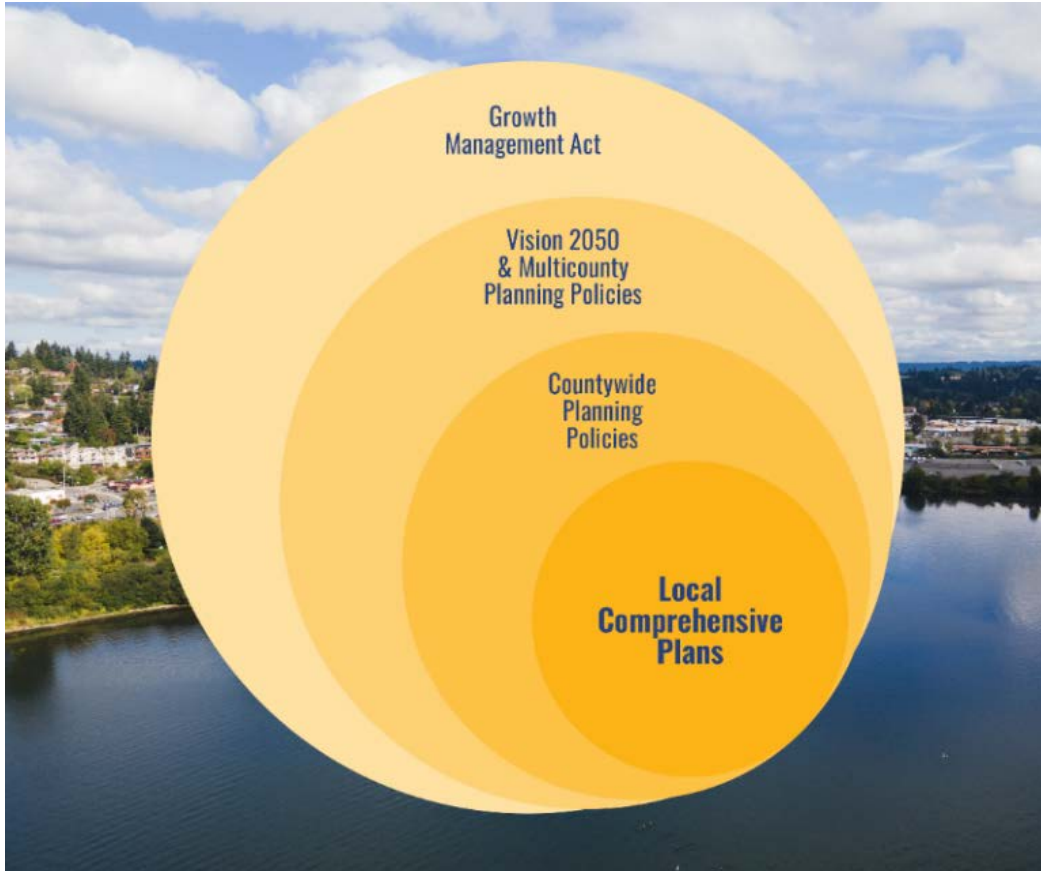 Growth
Management Act
Vision 2050
& Multicounty
Planning Policies
Countywide
Planning
Policies
Local
Comprehensive
Plans